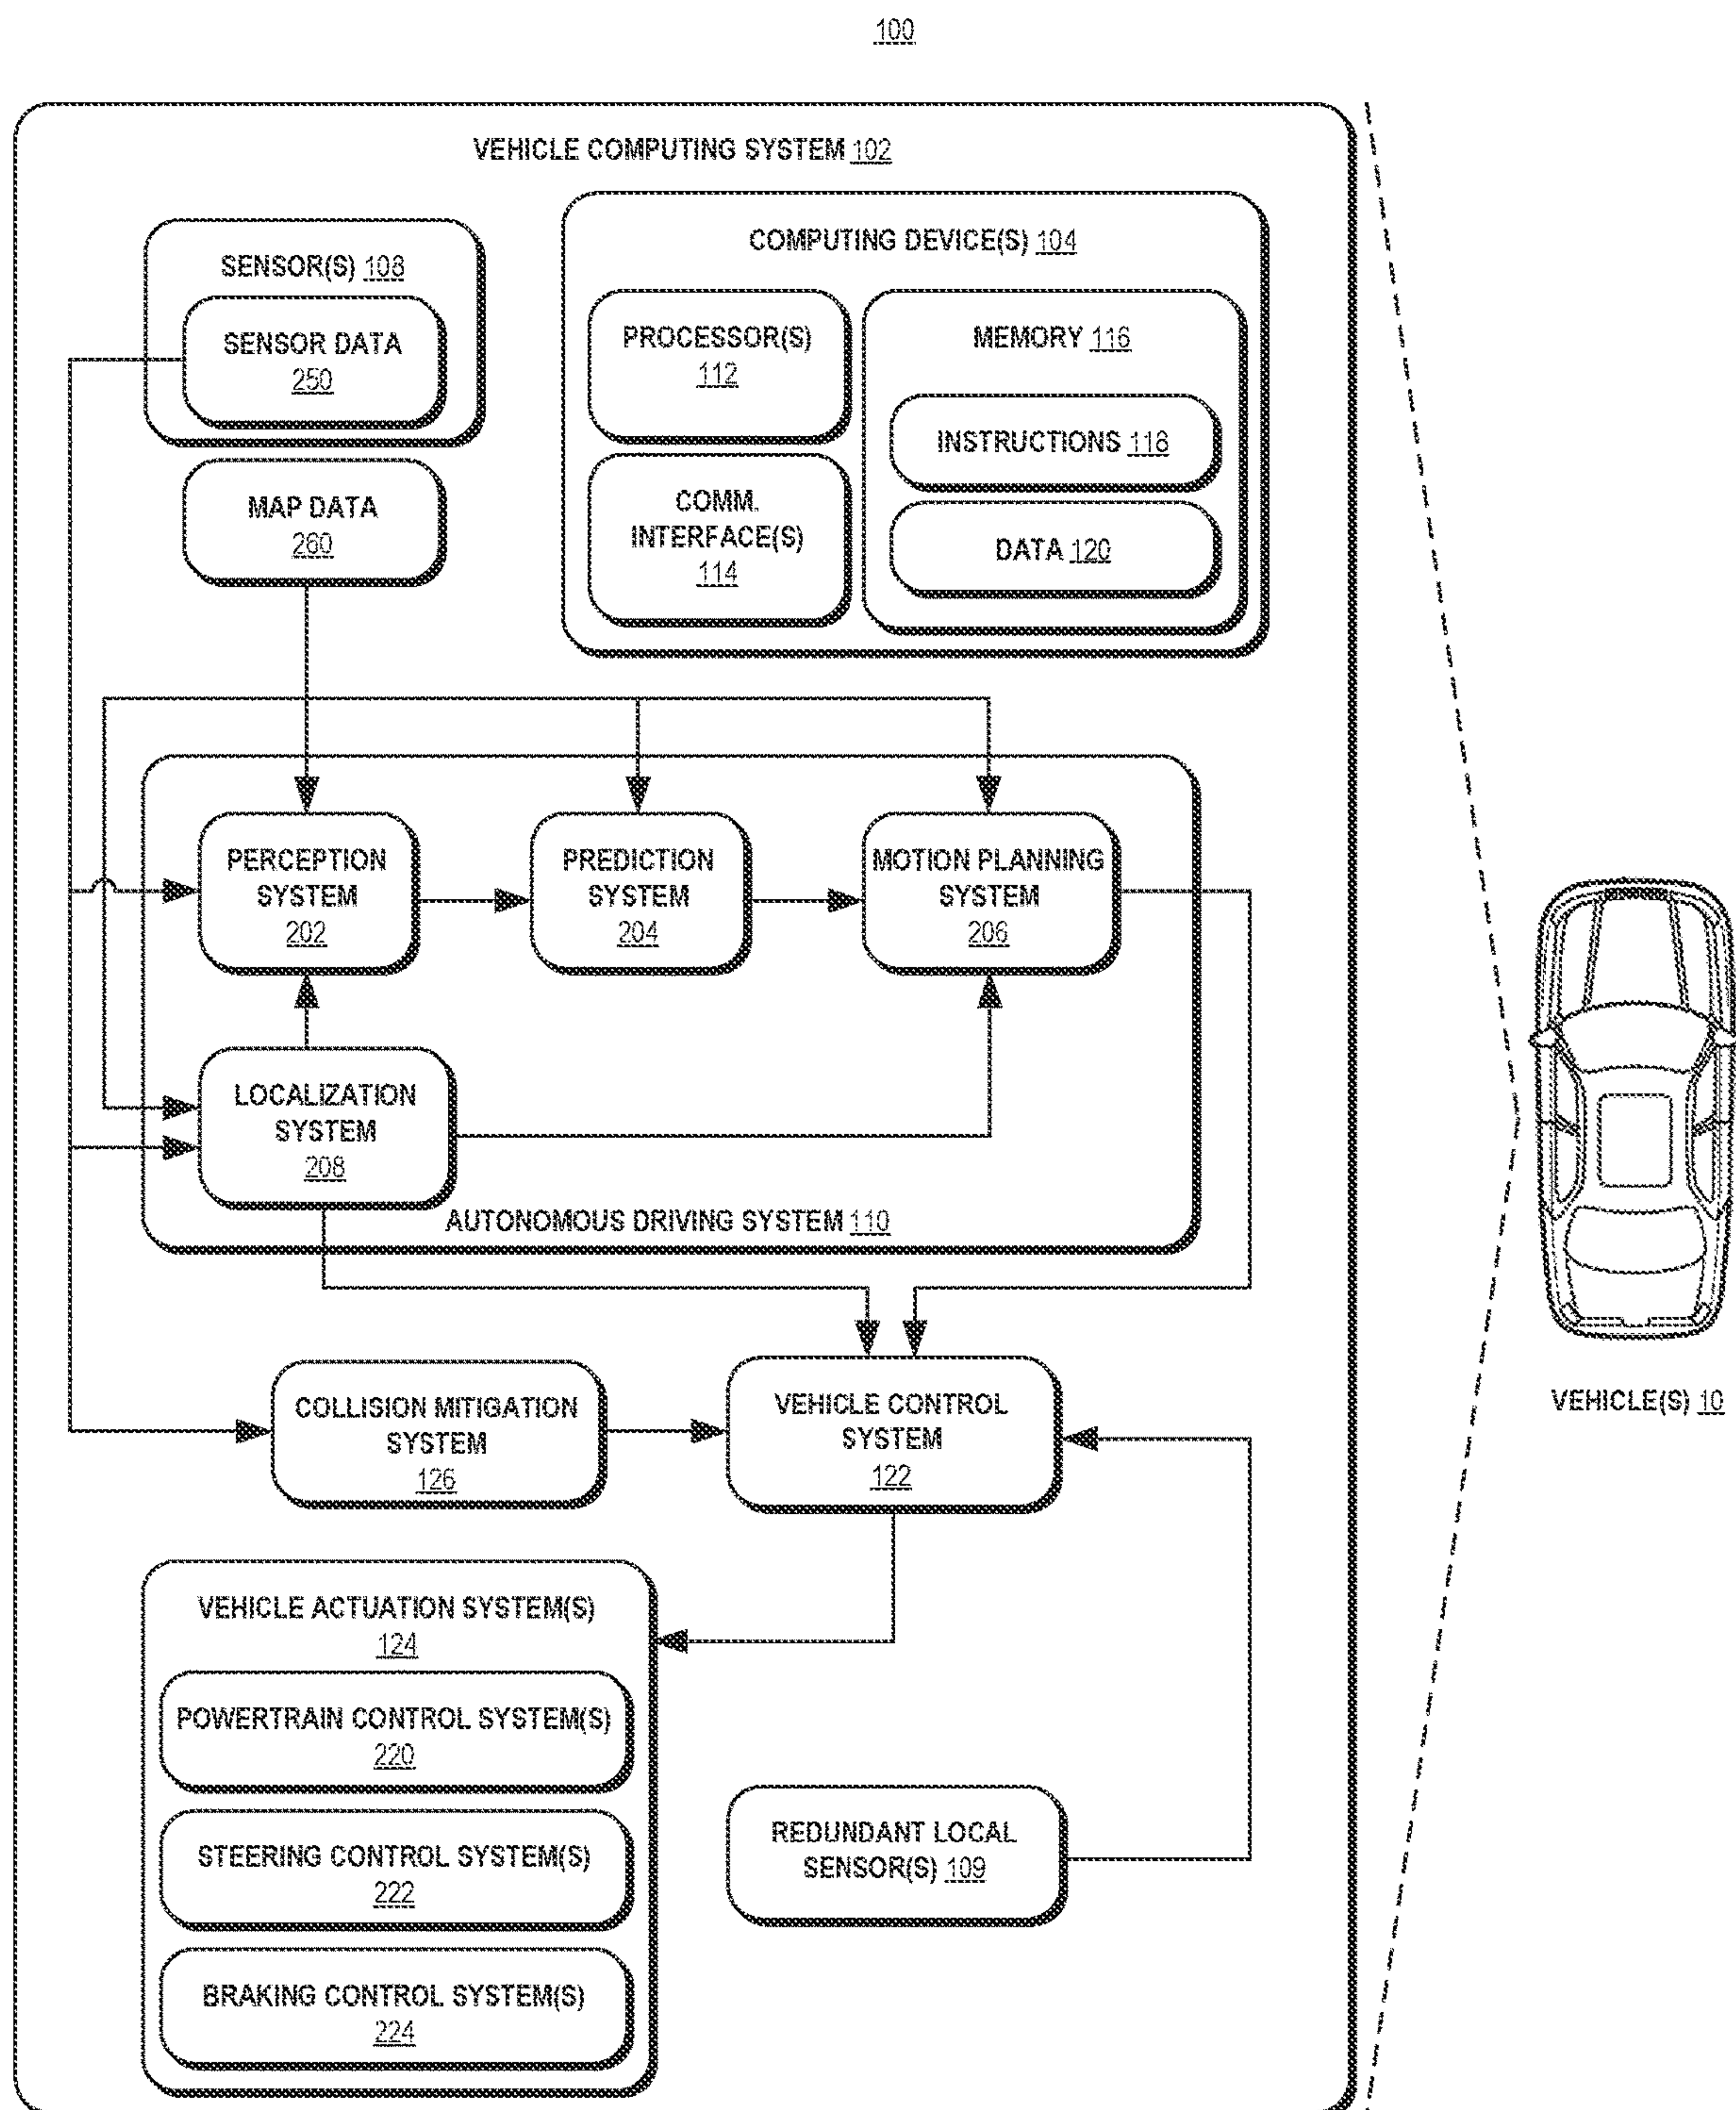 100
VEHICLE COMPUTING SYSTEM 102
SENSOR(S) 108
SENSOR DATA
250
MAP DATA
260
COMPUTING DEVICE(S) 104
PROCESSOR(S)
112
COMM.
INTERFACE(S)
114
MEMORY 116
INSTRUCTIONS 118
DATA 120
PERCEPTION
SYSTEM
202
PREDICTION
SYSTEM
204
MOTION PLANNING
SYSTEM
206
LOCALIZATION
SYSTEM
208
AUTONOMOUS DRIVING SYSTEM 110
COLLISION MITIGATION
SYSTEM
126
VEHICLE CONTROL
SYSTEM
122
VEHICLE(S) 10
VEHICLE ACTUATION SYSTEM(S)
124
POWERTRAIN CONTROL SYSTEM(S)
220
STEERING CONTROL SYSTEM(S)
222
BRAKING CONTROL SYSTEM(S)
224
REDUNDANT LOCAL
SENSOR(S) 109